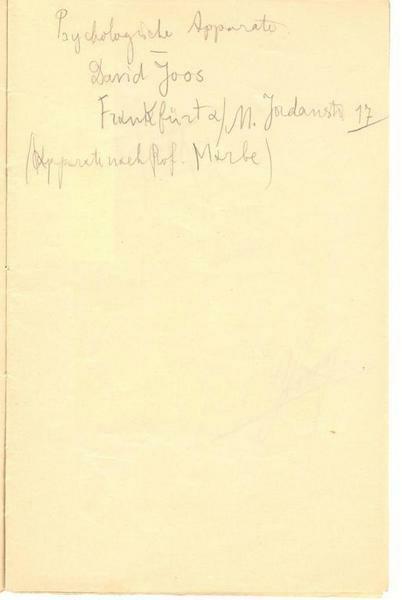 Psychologische Apparate
—
David Joos
Frankfurt a/M. Jordanstr 17
(Apparate nach Prof. Marbe)